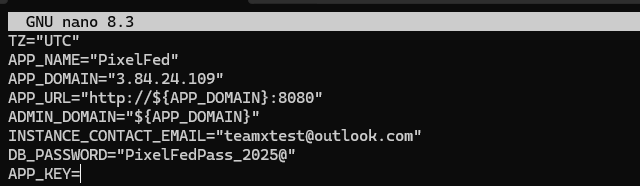 GNU nano 8.3
TZ="UTC"
APP_NAME="PixelFed"
APP_DOMAIN="3.84.24.109"
APP_URL="http://${APP_DOMAIN}:8080"
ADMIN_DOMAIN="${APP_DOMAIN}"
INSTANCE_CONTACT_EMAIL="teamxtest@outlook.com"
DB_PASSWORD="PixelFedPass_2025@"
APP_KEY=